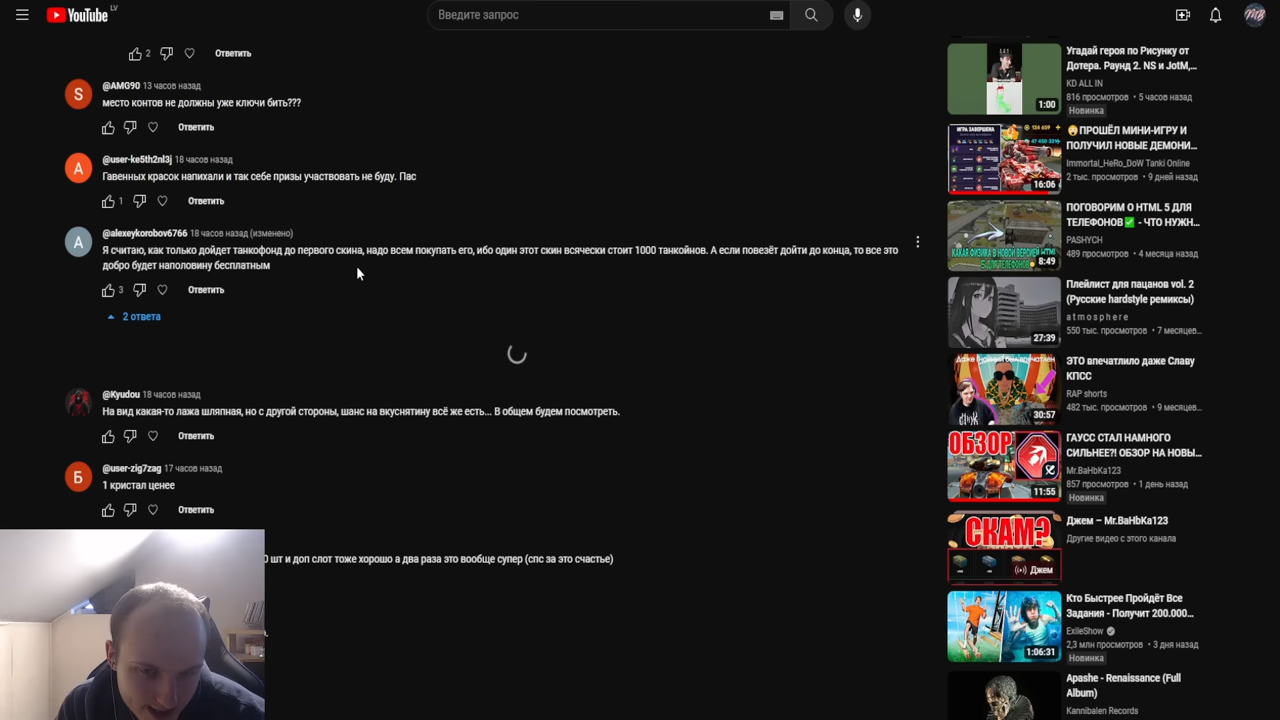 YouTube LV
Введите запрос
2 Ответить
S
@AMG90 13 часов назад
место контов не должны уже ключи бить???
Ответить
A
@user-ke5th2nl3j 18 часов назад
Гавенных красок напихали и так себе призы участвовать не буду. Пас
1 Ответить
A
@alexeykorobov6766 18 часов назад (изменено)
Я считаю, как только дойдет танкофонд до первого скина, надо всем покупать его, ибо один этот скин всячески стоит 1000 танкойнов. А если повезёт дойти до конца, то все это
добро будет наполовину бесплатным
3 Ответить
2 ответа
@Kyudou 18 часов назад
На вид какая-то лажа шляпная, но с другой стороны, шанс на вкуснятину всё же есть... В общем будем посмотреть.
Ответить
Б
@user-zig7zag 17 часов назад
1 кристал ценее
Ответить
0 шт и доп слот тоже хорошо а два раза это вообще супер (спс за это счастье)
1:00
Угадай героя по Рисунку от
Дотера. Раунд 2. NS и JotM,...
KD ALL IN
816 просмотров • 5 часов назад
Новинка
ИГРА ЗАВЕРШЕНА
16:06
ПРОШЁЛ МИНИ-ИГРУ И
ПОЛУЧИЛ НОВЫЕ ДЕМОНИ...
Immortal_HeRo_DoW Tanki Online
2 тыс. просмотров • 9 дней назад
КАКАЯ ФИЗИКА В НОВОЙ ВЕРСИИ HTML
5 ДЛЯ ТЕЛЕФОНОВ
8:49
ПОГОВОРИМ О HTML 5 ДЛЯ
ТЕЛЕФОНОВ✅ - ЧТО НУЖН...
PASHYCH
489 просмотров • 4 месяца назад
27:39
Плейлист для пацанов vol. 2
(Русские hardstyle ремиксы)
a t m o s p h e r e
550 тыс. просмотров • 7 месяцев...
30:57
ЭТО впечатлило даже Славу
КПСС
RAP shorts
482 тыс. просмотров • 9 месяцев...
ОБЗОР
11:55
ГАУСС СТАЛ НАМНОГО
СИЛЬНЕЕ?! ОБЗОР НА НОВЫ...
Mr.BaHbKa123
857 просмотров • 1 день назад
Новинка
СКАМ?
Джем
Джем – Mr.BaHbKa123
Другие видео с этого канала
1:06:31
Кто Быстрее Пройдёт Все
Задания - Получит 200.000...
ExileShow
2,3 млн просмотров • 3 дня назад
Новинка
Apashe - Renaissance (Full
Album)
Kannibalen Records